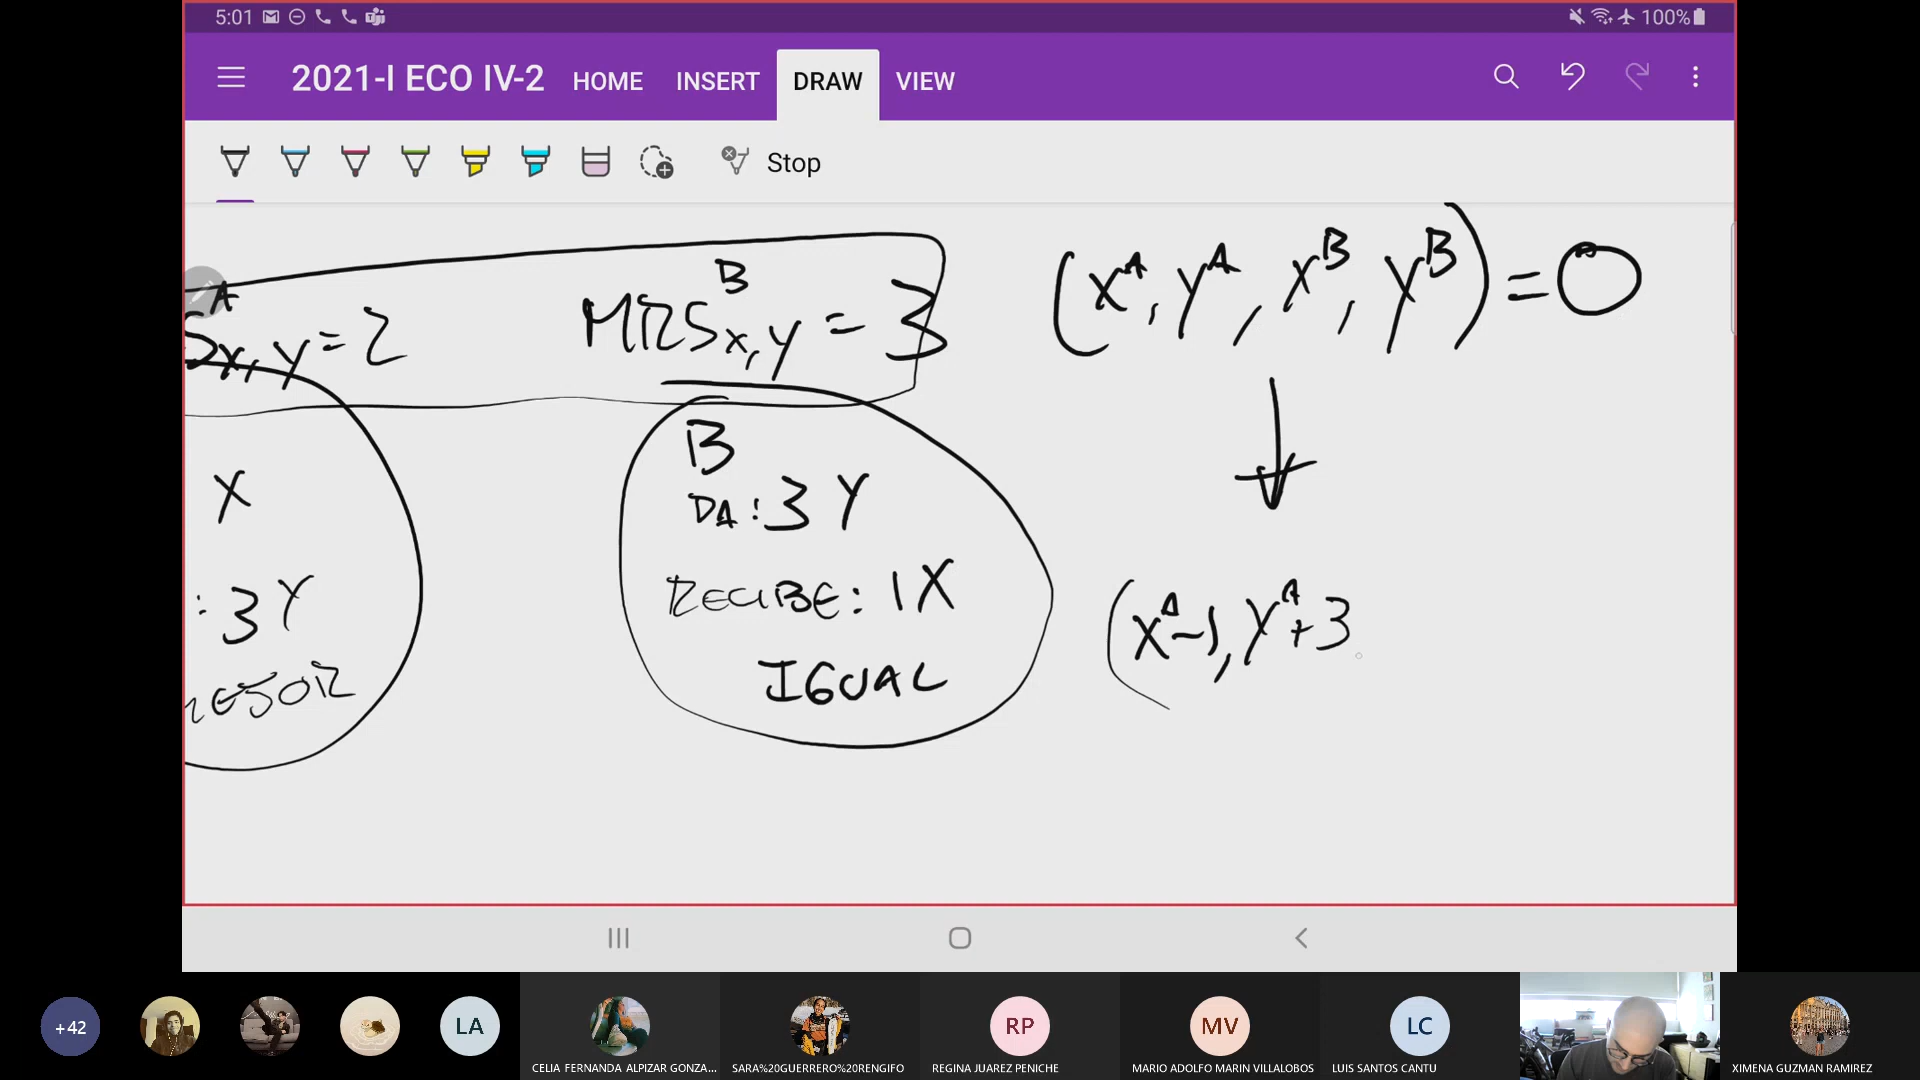 5:01 100%
2021-I ECO IV-2 HOME INSERT DRAW VIEW
Stop
A x,y = 2
MRS B x,y = 3
(x^A, y^A, x^B, y^B) = O
X
: 3 Y
B
DA: 3 Y
RECIBE: 1 X
IGUAL
(x^A-1, y^A+3
+42
LA
RP
MV
LC
CELIA FERNANDA ALPIZAR GONZA...
SARA%20GUERRERO%20RENGIFO
REGINA JUAREZ PENICHE
MARIO ADOLFO MARIN VILLALOBOS
LUIS SANTOS CANTU
XIMENA GUZMAN RAMIREZ